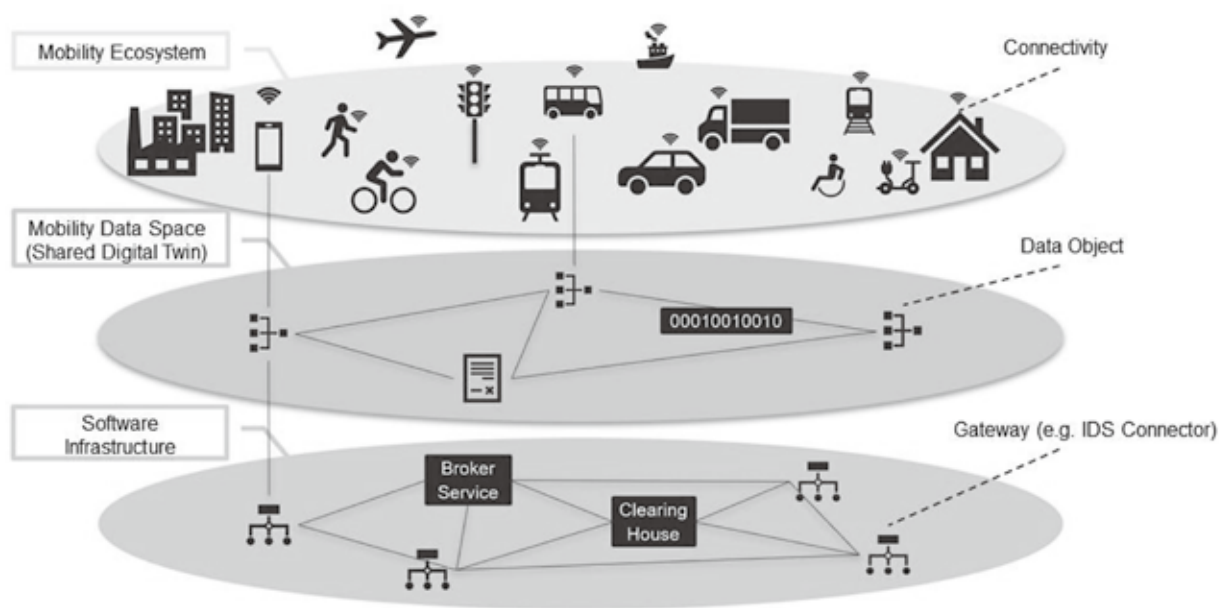 Mobility Ecosystem
Connectivity
Mobility Data Space
(Shared Digital Twin)
Data Object
00010010010
Software
Infrastructure
Gateway (e.g. IDS Connector)
Broker
Service
Clearing
House